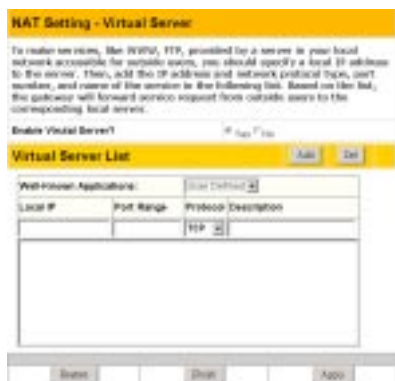 NAT Setting - Virtual Server
To make services, like WWW, FTP, provided by a server in your local
network accessible for outside users, you should specify a local IP address
to the server. Then, add the IP address and network protocol type, port
number, and name of the service in the following list. Based on the list,
the gateway will forward service request from outside users to the
corresponding local server.
Enable Virtual Server? Yes No
Virtual Server List Add Del
Well-Known Applications: User Defined
Local IP Port Range Protocol Description
TCP
Apply